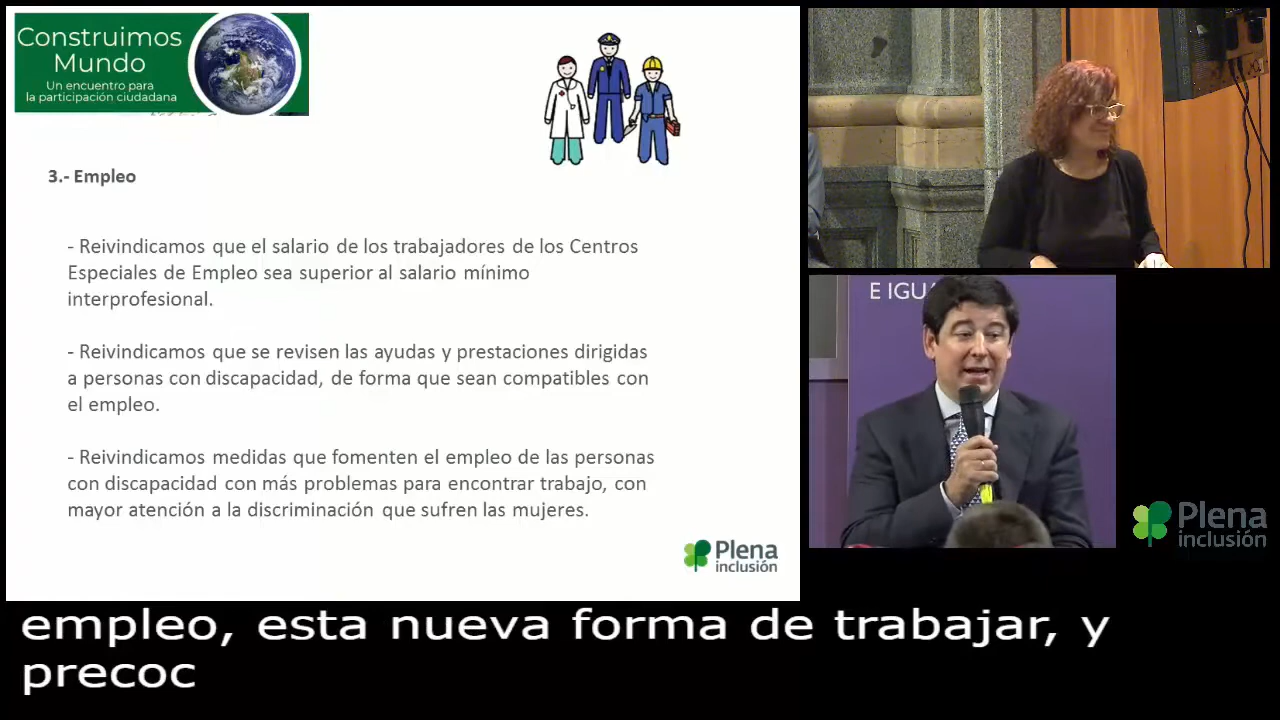 Construimos
Mundo
Un encuentro para
la participación ciudadana
3.- Empleo
- Reivindicamos que el salario de los trabajadores de los Centros
Especiales de Empleo sea superior al salario mínimo
interprofesional.
- Reivindicamos que se revisen las ayudas y prestaciones dirigidas
a personas con discapacidad, de forma que sean compatibles con
el empleo.
- Reivindicamos medidas que fomenten el empleo de las personas
con discapacidad con más problemas para encontrar trabajo, con
mayor atención a la discriminación que sufren las mujeres.
Plena
inclusión
E IGU
Plena
inclusión
empleo, esta nueva forma de trabajar, y
precoc